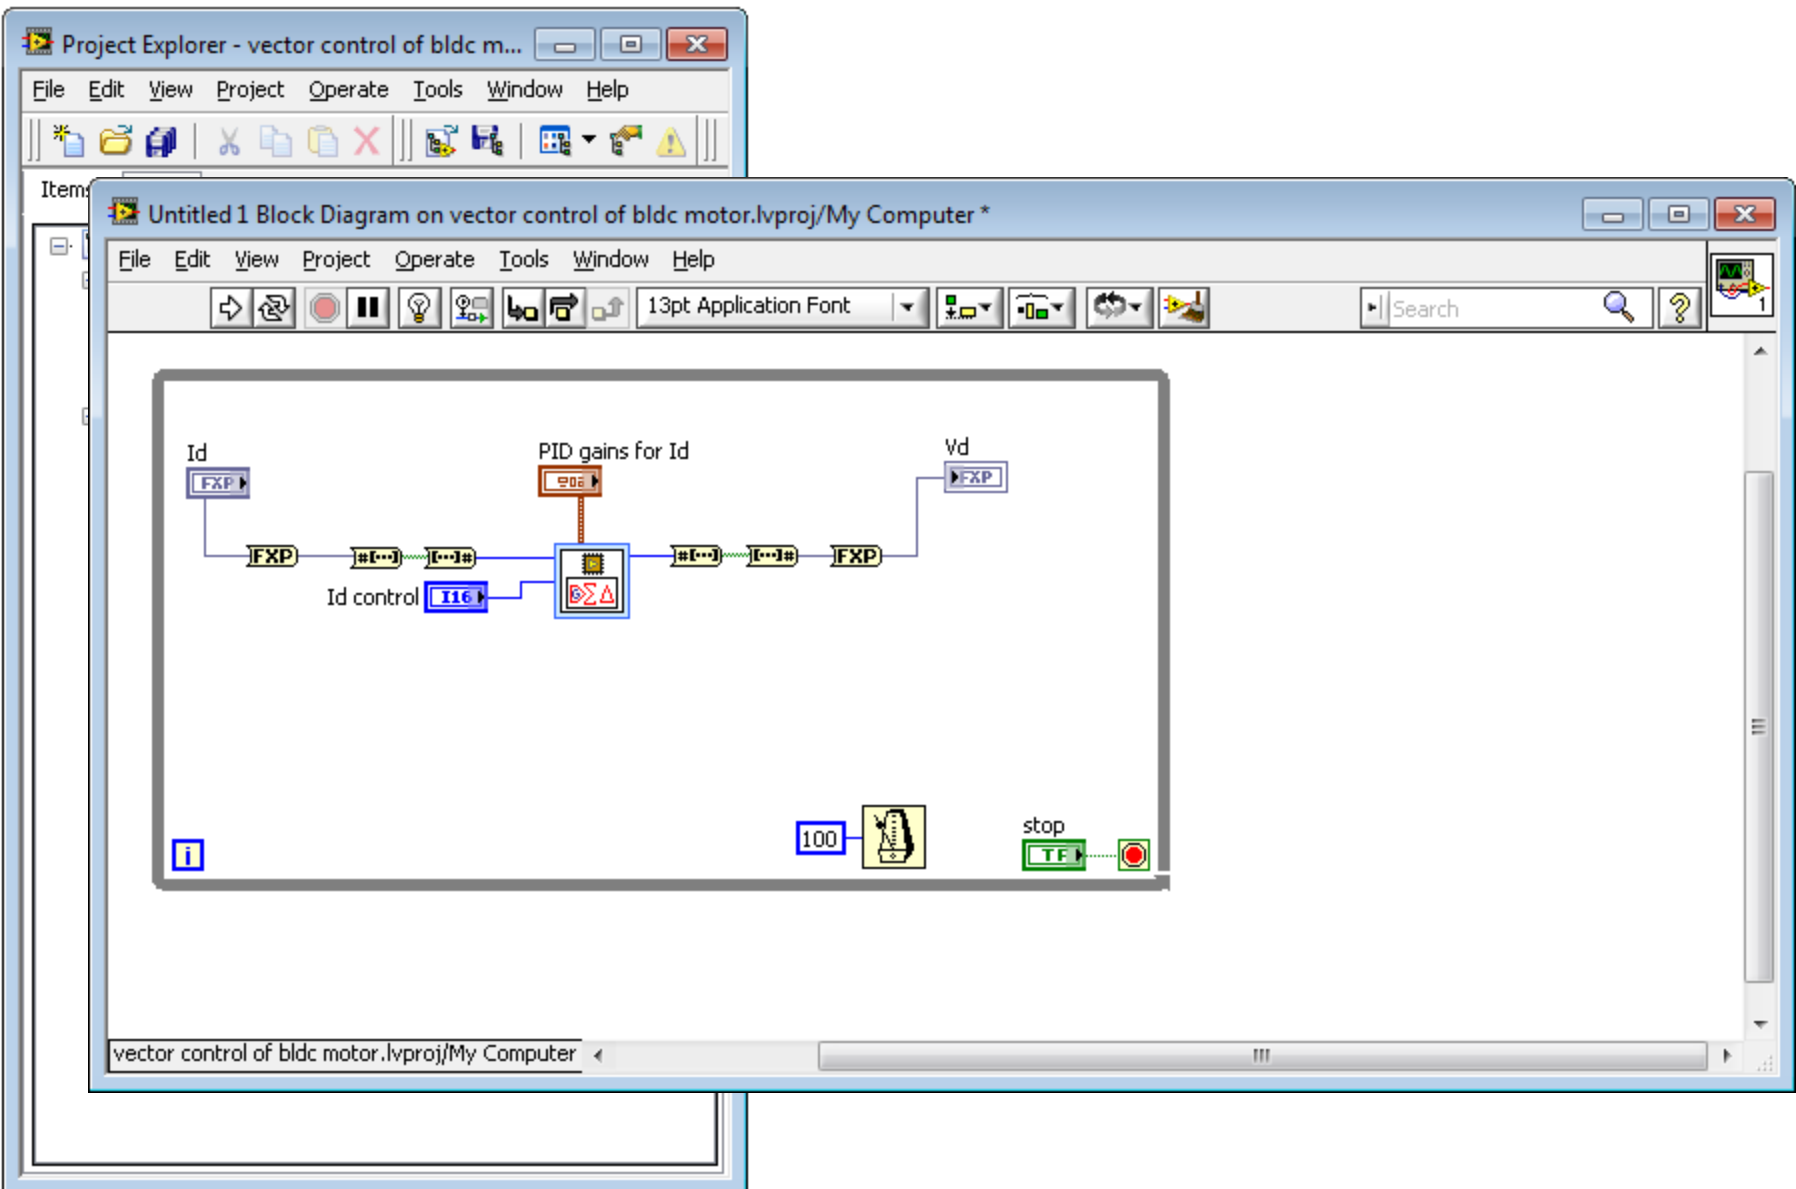 Project Explorer - vector control of bldc m...
File Edit View Project Operate Tools Window Help
Items
Untitled 1 Block Diagram on vector control of bldc motor.lvproj/My Computer *
File Edit View Project Operate Tools Window Help
13pt Application Font
Search
1
Id
PID gains for Id
Vd
FXP
FXP
FXP
#[...] [...]#
#[...] [...]#
FXP
Id control
I16
DΣΔ
100
stop
TF
i
vector control of bldc motor.lvproj/My Computer